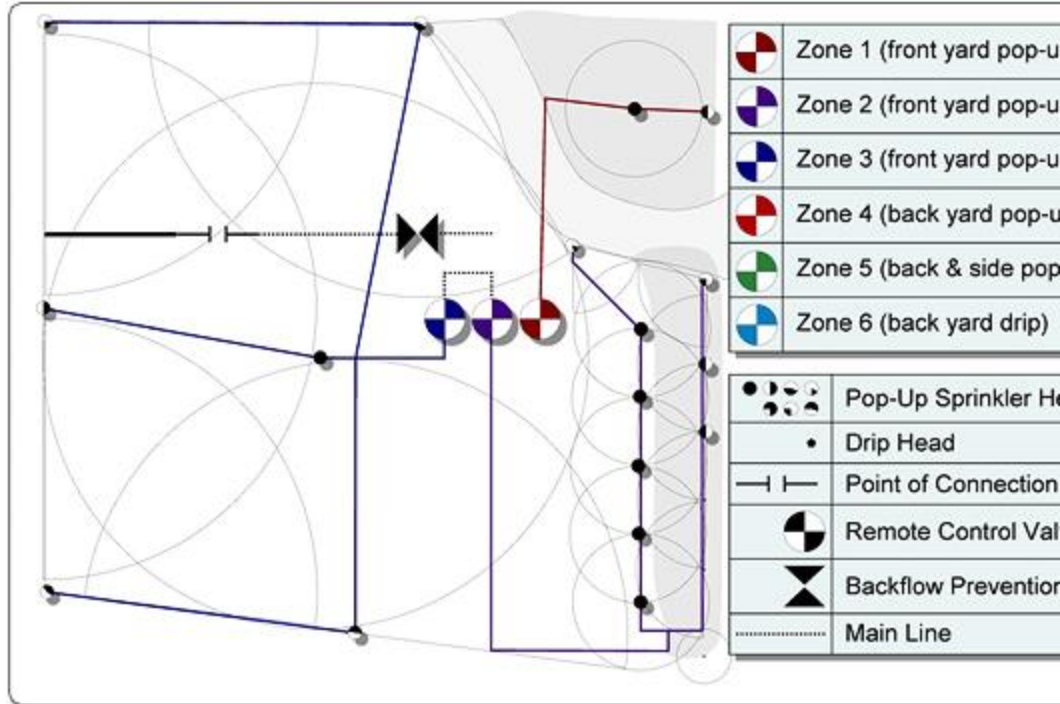 Zone 1 (front yard pop-u
Zone 2 (front yard pop-u
Zone 3 (front yard pop-u
Zone 4 (back yard pop-u
Zone 5 (back & side pop
Zone 6 (back yard drip)
Pop-Up Sprinkler He
Drip Head
Point of Connection
Remote Control Val
Backflow Prevention
Main Line